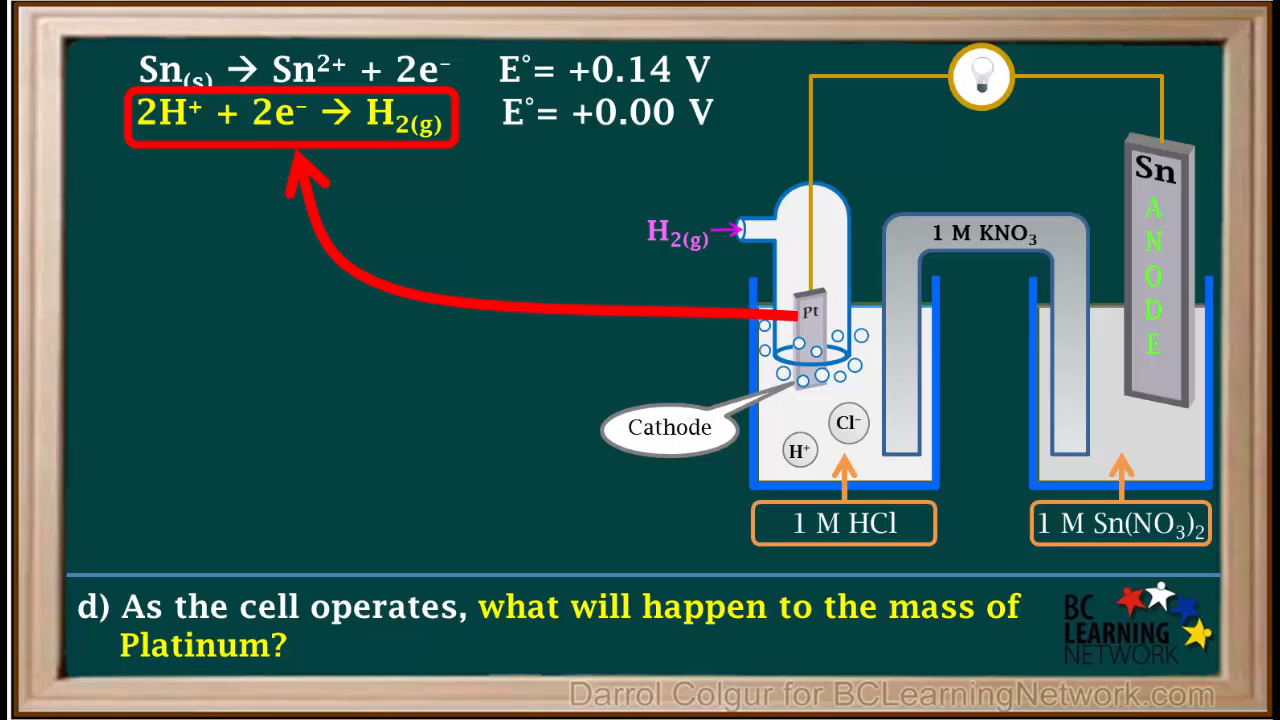 Sn(s) → Sn²⁺ + 2e⁻ E°= +0.14 V
2H⁺ + 2e⁻ → H₂(g) E°= +0.00 V
Sn
ANODE
H₂(g)
1 M KNO₃
Pt
Cathode
Cl⁻
H⁺
1 M HCl
1 M Sn(NO₃)₂
d) As the cell operates, what will happen to the mass of
Platinum?
BC
LEARNING
NETWORK
Darrol Colgur for BCLearningNetwork.com